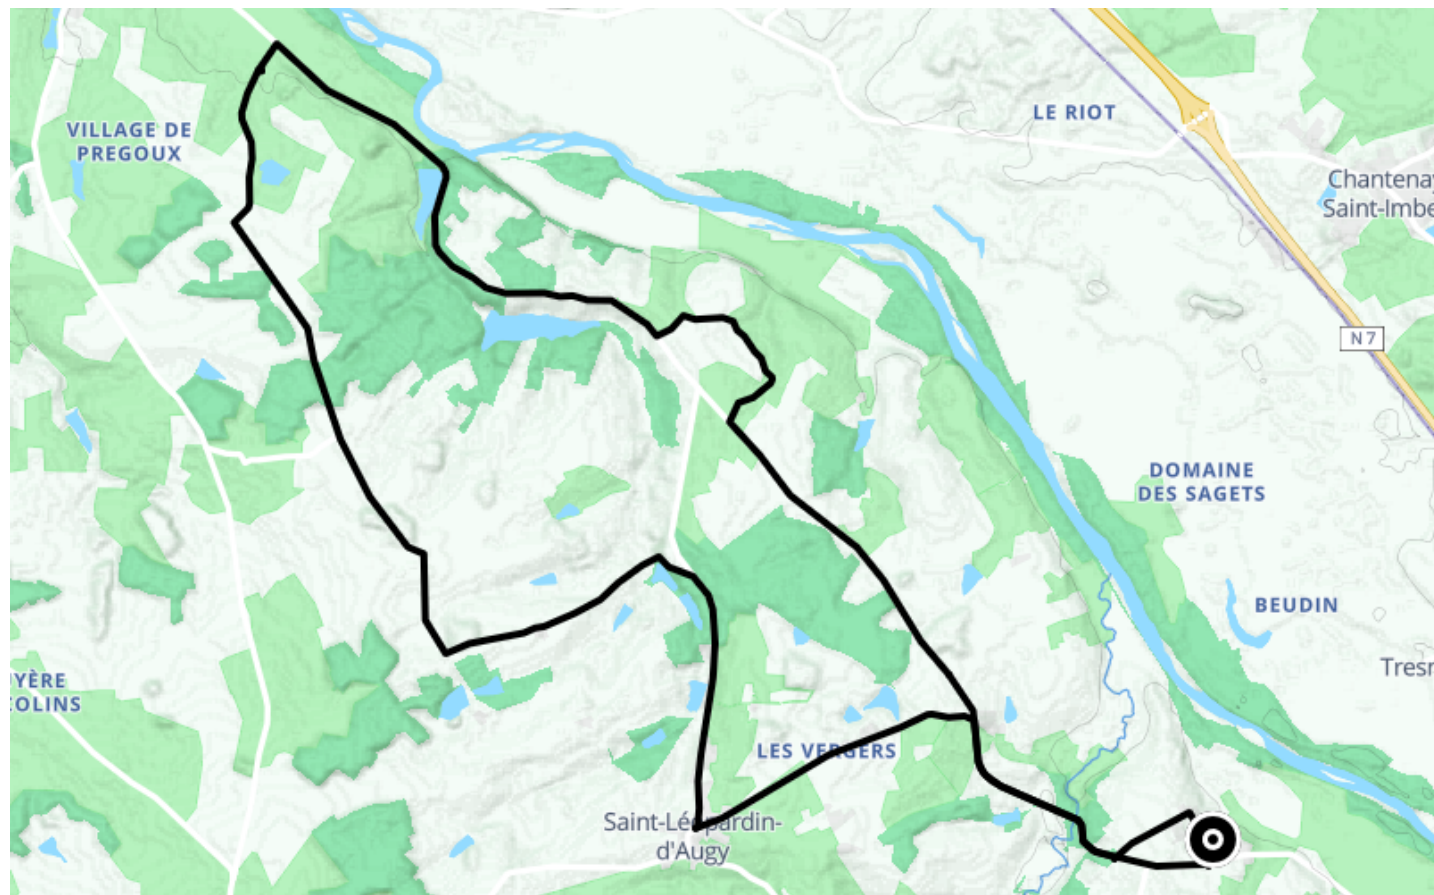 LE RIOT
VILLAGE DE
PREGOUX
Chantenay
Saint-Imbe
N7
DOMAINE
DES SAGETS
BEUDIN
Tresn
YÈRE
COLINS
LES VERGERS
Saint-Léopardin-
d'Augy